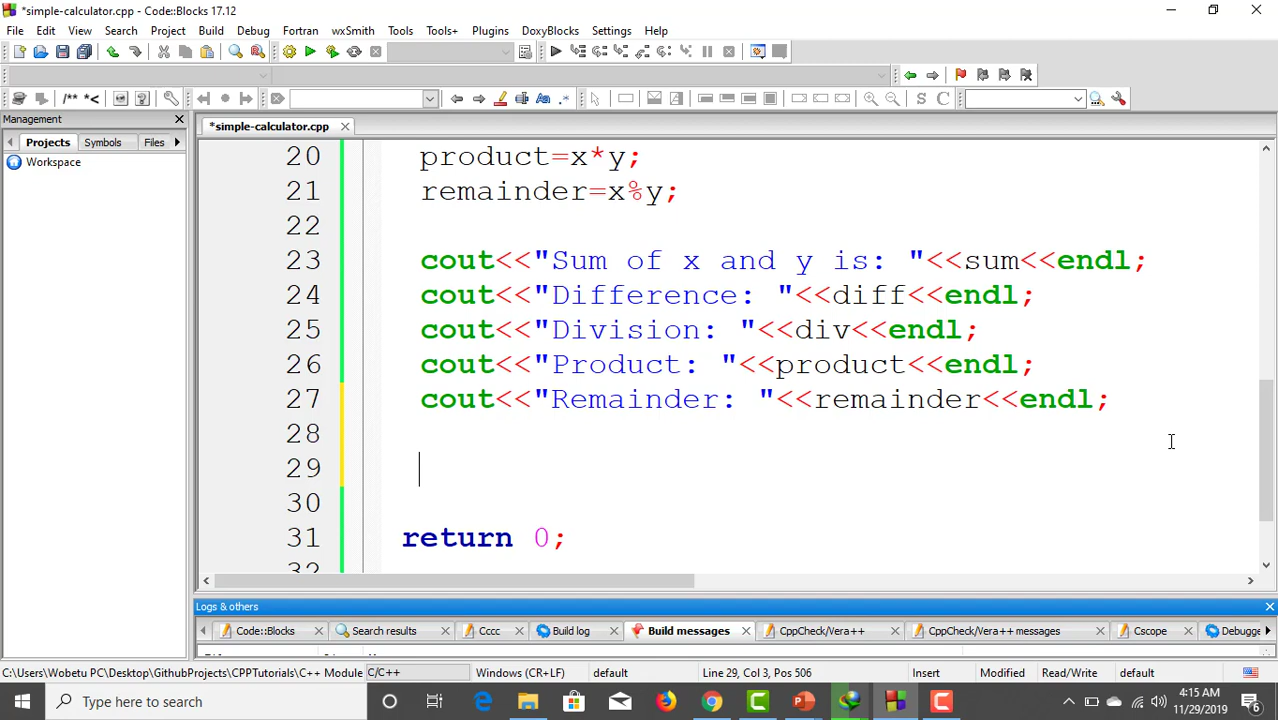 *simple-calculator.cpp - Code::Blocks 17.12
File Edit View Search Project Build Debug Fortran wxSmith Tools Tools+ Plugins DoxyBlocks Settings Help
/** *<
Management
*simple-calculator.cpp
Projects Symbols Files
Workspace
20 product=x*y;
21 remainder=x%y;
22
23 cout<<"Sum of x and y is: "<<sum<<endl;
24 cout<<"Difference: "<<diff<<endl;
25 cout<<"Division: "<<div<<endl;
26 cout<<"Product: "<<product<<endl;
27 cout<<"Remainder: "<<remainder<<endl;
28
29
30
31 return 0;
32
Logs & others
Code::Blocks Search results Cccc Build log Build messages CppCheck/Vera++ CppCheck/Vera++ messages Cscope Debugge
C:\Users\Wobetu PC\Desktop\GithubProjects\CPPTutorials\C++ Module C/C++ Windows (CR+LF) default Line 29, Col 3, Pos 506 Insert Modified Read/Write default
Type here to search
4:15 AM
11/29/2019
6